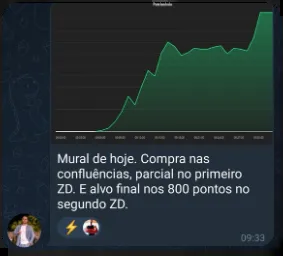 Mural de hoje. Compra nas
confluências, parcial no primeiro
ZD. E alvo final nos 800 pontos no
segundo ZD.
09:33